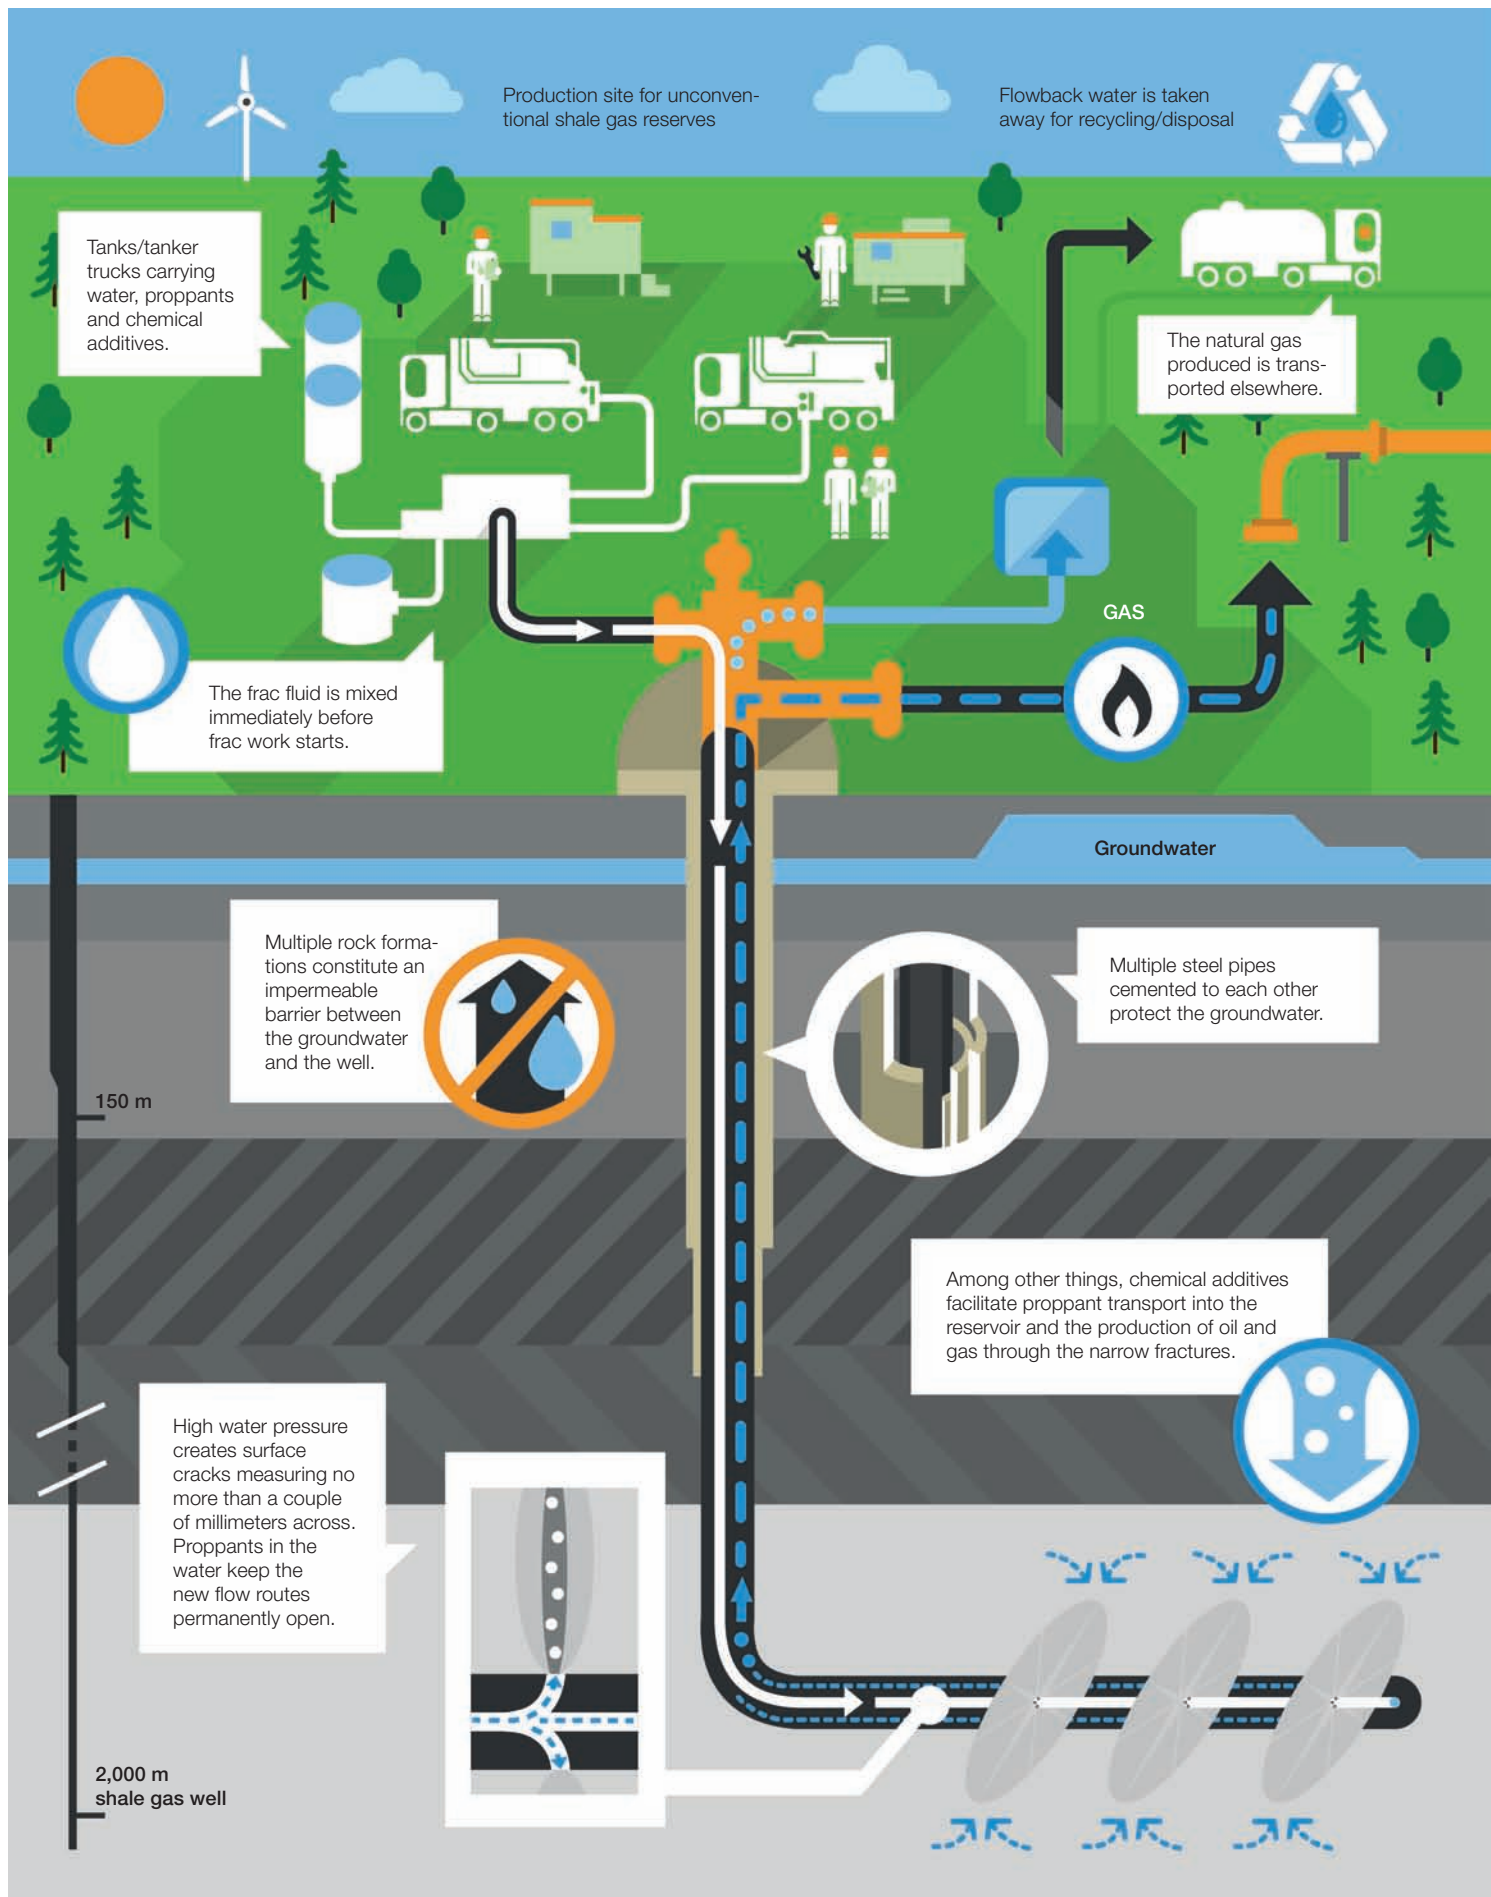 Production site for unconven-
tional shale gas reserves
Flowback water is taken
away for recycling/disposal
Tanks/tanker
trucks carrying
water, proppants
and chemical
additives.
The natural gas
produced is trans-
ported elsewhere.
GAS
The frac fluid is mixed
immediately before
frac work starts.
Groundwater
Multiple rock forma-
tions constitute an
impermeable
barrier between
the groundwater
and the well.
Multiple steel pipes
cemented to each other
protect the groundwater.
150 m
Among other things, chemical additives
facilitate proppant transport into the
reservoir and the production of oil and
gas through the narrow fractures.
High water pressure
creates surface
cracks measuring no
more than a couple
of millimeters across.
Proppants in the
water keep the
new flow routes
permanently open.
2,000 m
shale gas well